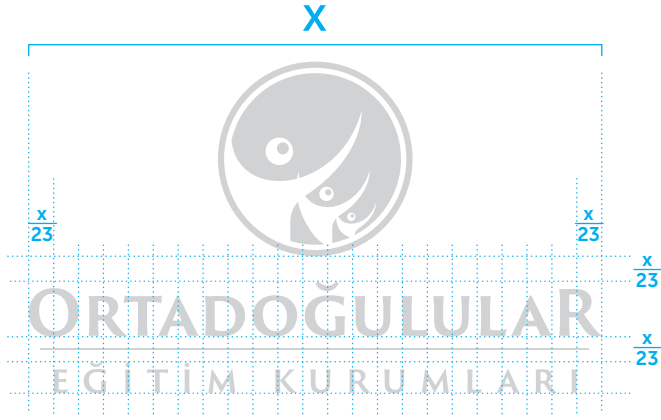 X
x x
23 23
x
23
ORTADOĞULULAR
x
23
EĞİTİM KURUMLARI